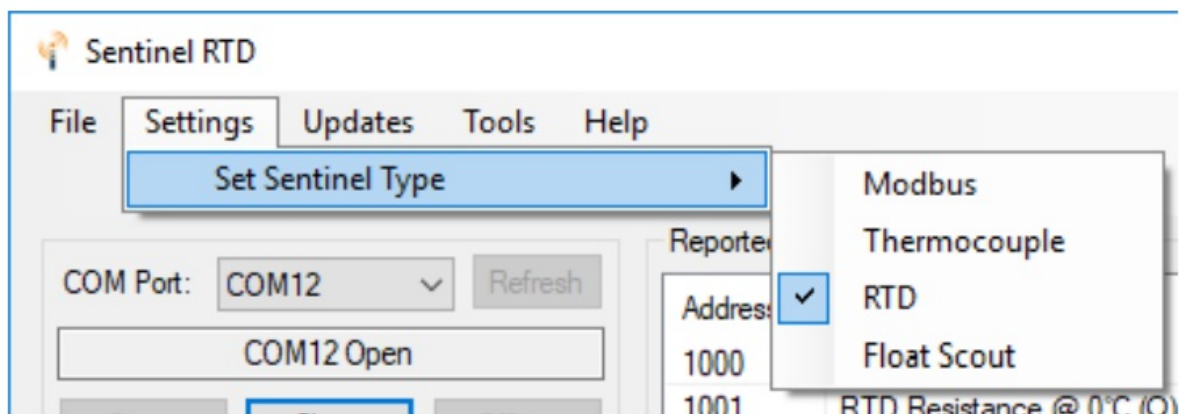 Sentinel RTD
File Settings Updates Tools Help
Set Sentinel Type
Modbus
Thermocouple
RTD
Float Scout
COM Port: COM12 Refresh
COM12 Open
1000
1001 RTD Resistance @ 0°C (Ω)